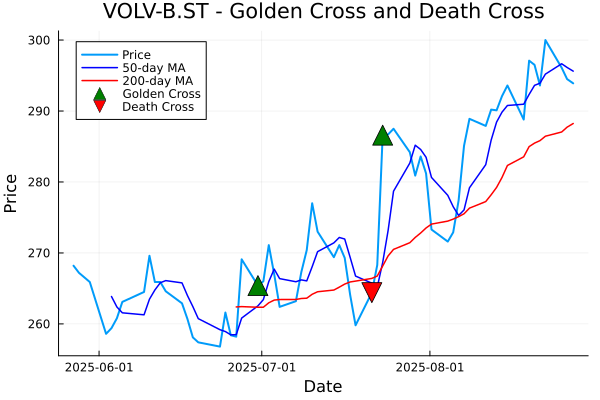 VOLV-B.ST - Golden Cross and Death Cross
Price
50-day MA
200-day MA
Golden Cross
Death Cross
300
290
280
270
260
Price
2025-06-01
2025-07-01
2025-08-01
Date